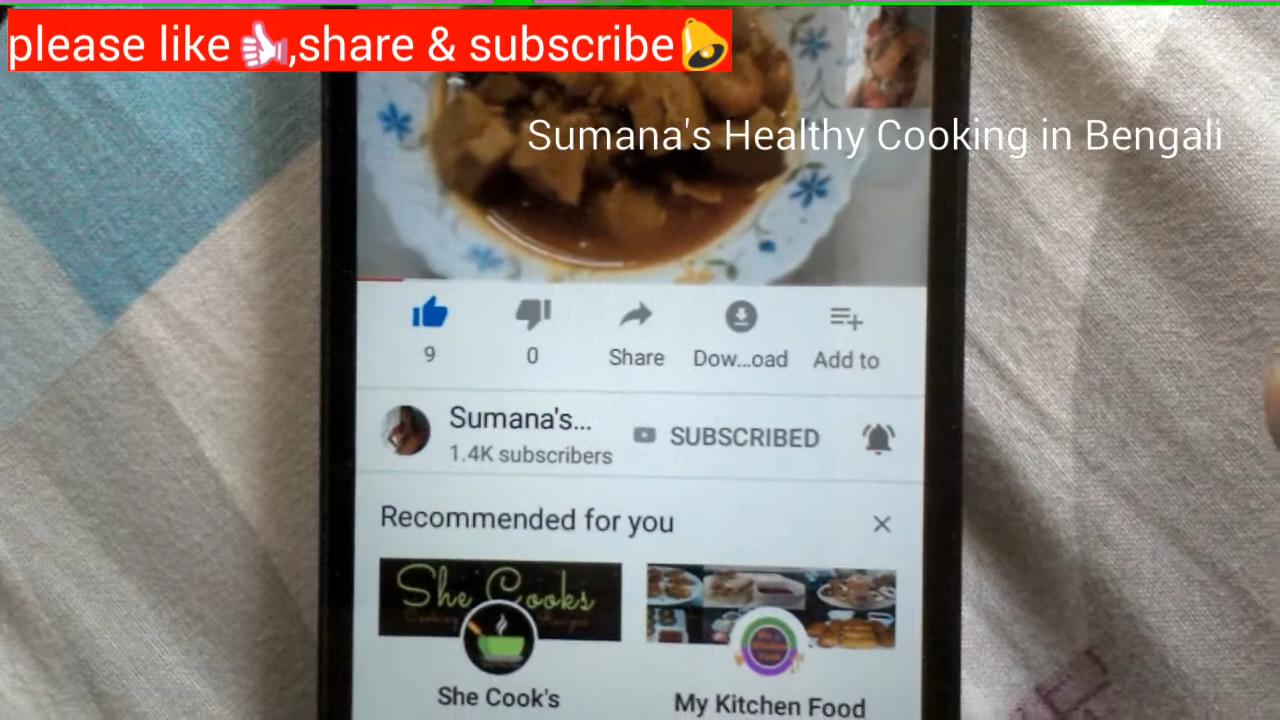 please like 👍,share & subscribe🔔
Sumana's Healthy Cooking in Bengali
9
0
Share
Dow...oad
Add to
Sumana's...
1.4K subscribers
SUBSCRIBED
Recommended for you
She Cooks
She Cook's
My Kitchen Food